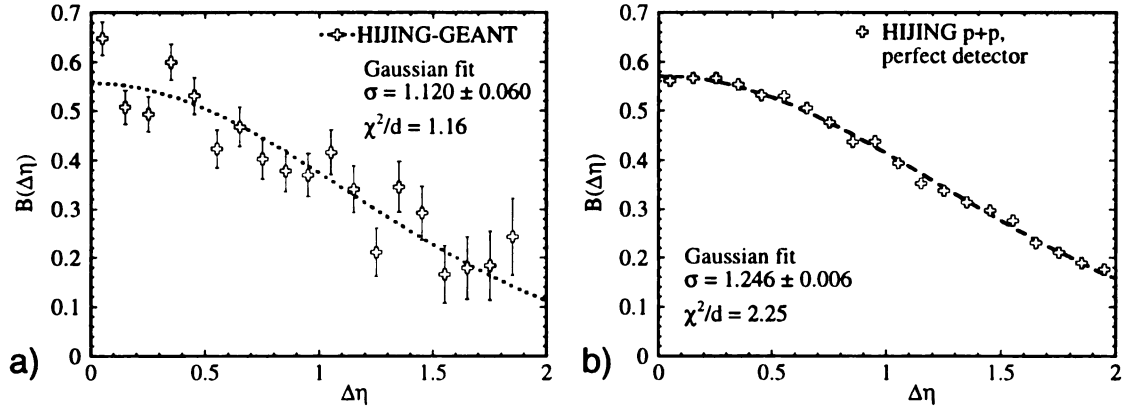 0.7
0.6
0.5
0.4
0.3
0.2
0.1
0
B(Δη)
HIJING-GEANT
Gaussian fit
σ = 1.120 ± 0.060
χ²/d = 1.16
a)
0 0.5 1 1.5 2
Δη
0.7
0.6
0.5
0.4
0.3
0.2
0.1
0
B(Δη)
HIJING p+p,
perfect detector
Gaussian fit
σ = 1.246 ± 0.006
χ²/d = 2.25
b)
0 0.5 1 1.5 2
Δη